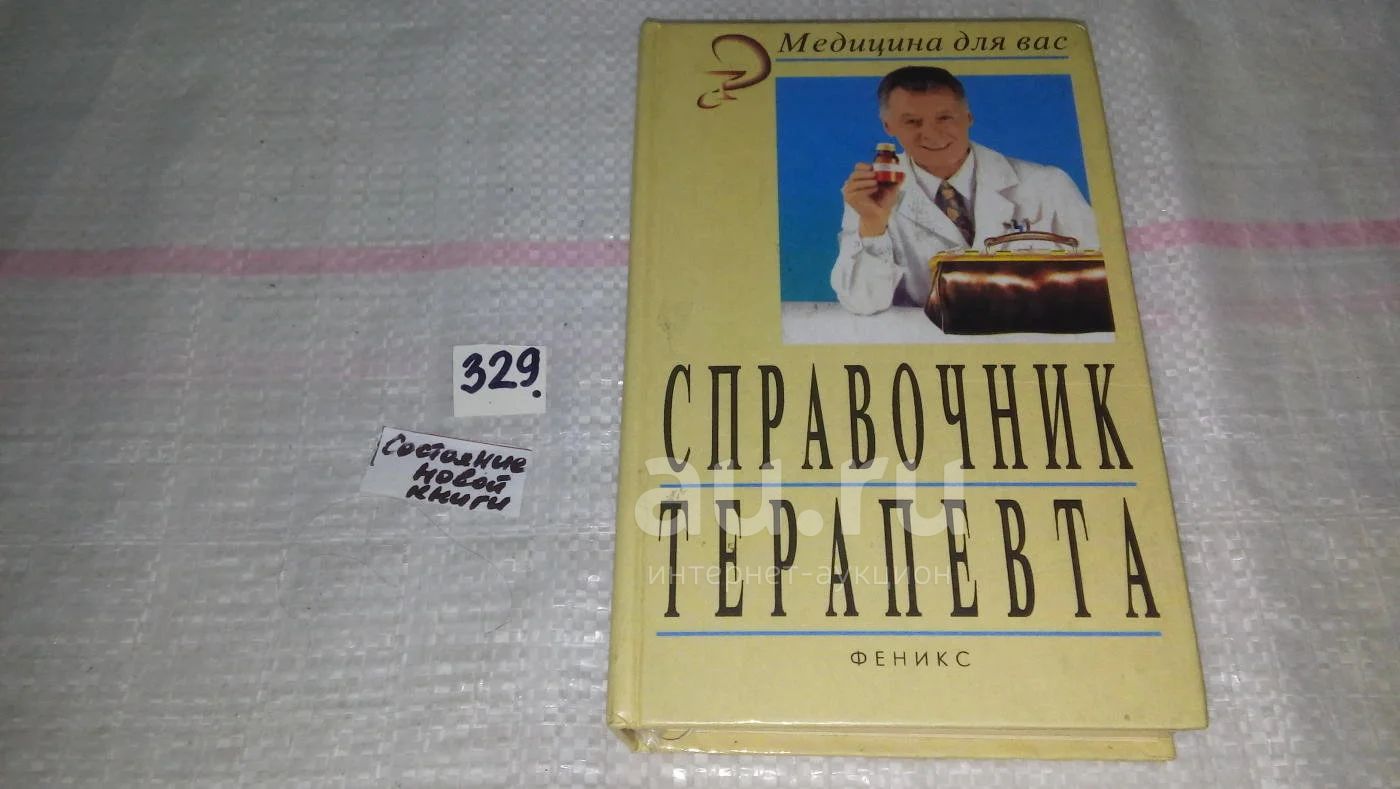 Медицина для вас
СПРАВОЧНИК
ТЕРАПЕВТА
ФЕНИКС
329.
Состояние
новой
книги
au.ru
интернет-аукцион